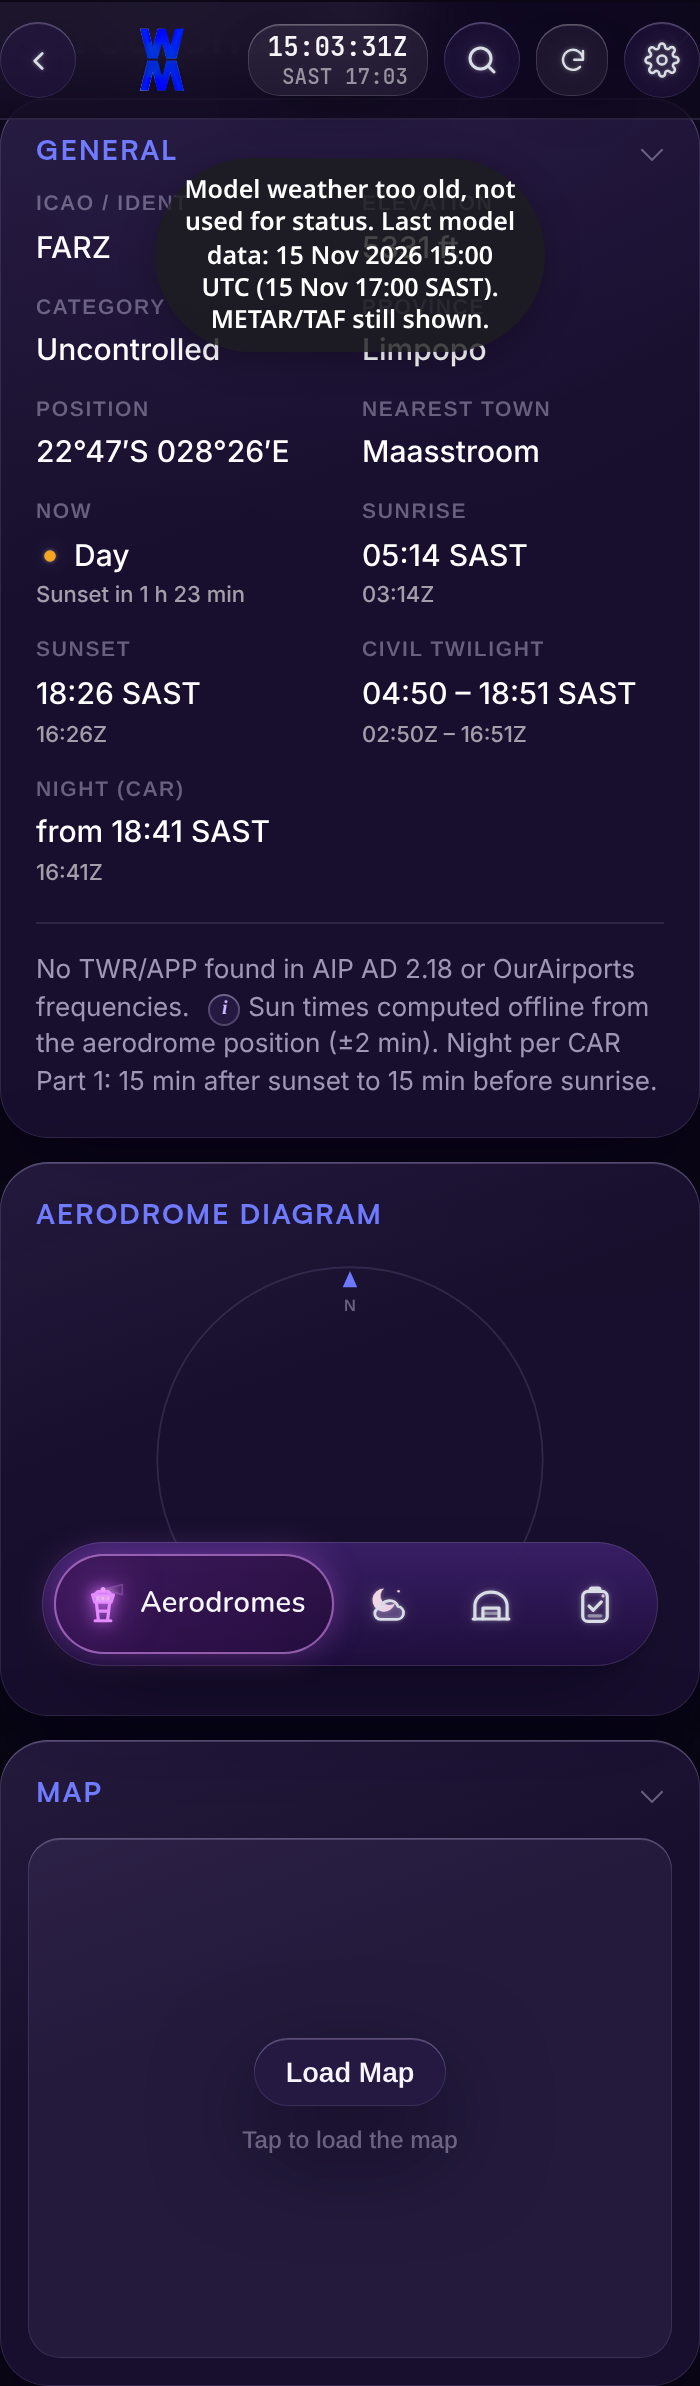 15:03:31Z
SAST 17:03
GENERAL
Model weather too old, not
used for status. Last model
data: 15 Nov 2026 15:00
UTC (15 Nov 17:00 SAST).
METAR/TAF still shown.
ICAO / IDENT
ELEVATION
FARZ
CATEGORY
PROVINCE
Uncontrolled
Limpopo
POSITION
NEAREST TOWN
22°47'S 028°26'E
Maasstroom
NOW
SUNRISE
Day
05:14 SAST
Sunset in 1 h 23 min
03:14Z
SUNSET
CIVIL TWILIGHT
18:26 SAST
04:50 – 18:51 SAST
16:26Z
02:50Z – 16:51Z
NIGHT (CAR)
from 18:41 SAST
16:41Z
No TWR/APP found in AIP AD 2.18 or OurAirports
frequencies. i Sun times computed offline from
the aerodrome position (±2 min). Night per CAR
Part 1: 15 min after sunset to 15 min before sunrise.
AERODROME DIAGRAM
N
Aerodromes
MAP
Load Map
Tap to load the map